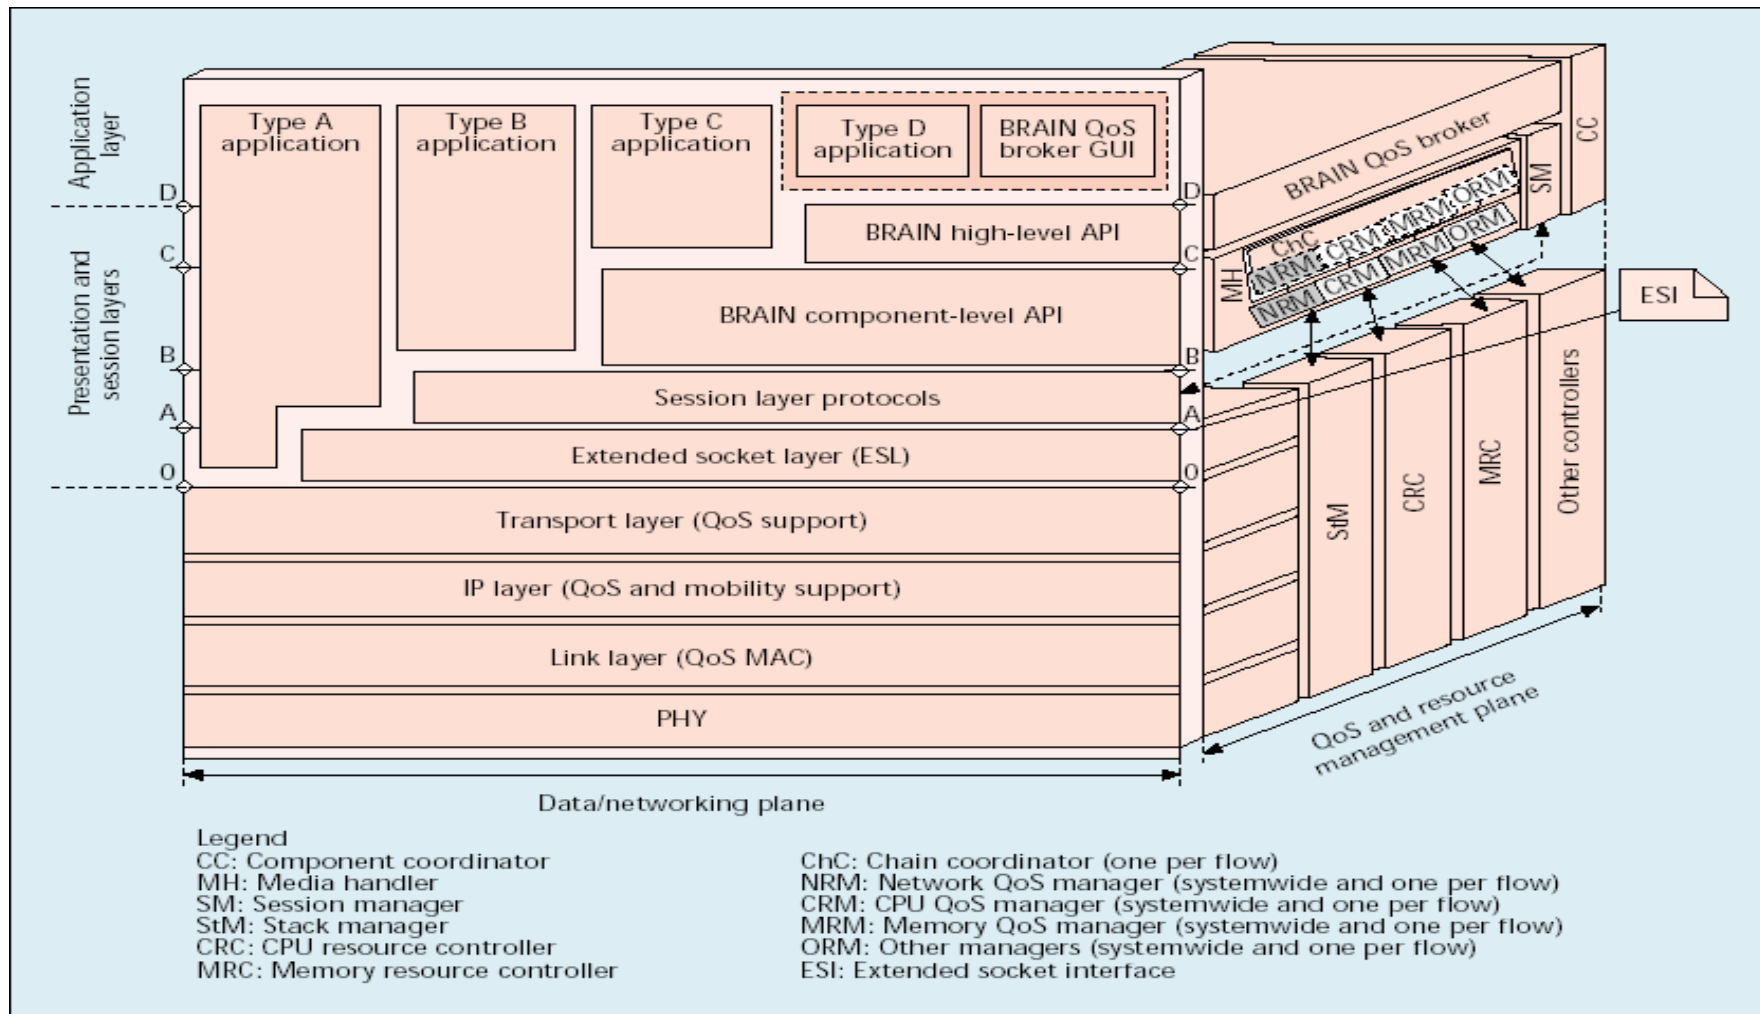 Application
layer
Presentation and
session layers
D
C
B
A
0
Type A
application
Type B
application
Type C
application
Type D
application
BRAIN QoS
broker GUI
BRAIN high-level API
BRAIN component-level API
Session layer protocols
Extended socket layer (ESL)
Transport layer (QoS support)
IP layer (QoS and mobility support)
Link layer (QoS MAC)
PHY
D
C
B
A
0
BRAIN QoS broker
CC
SM
MH
ChC
NRM
CRM
MRM
ORM
NRM
CRM
MRM
ORM
ESI
StM
CRC
MRC
Other controllers
QoS and resource
management plane
Data/networking plane
Legend
CC: Component coordinator
MH: Media handler
SM: Session manager
StM: Stack manager
CRC: CPU resource controller
MRC: Memory resource controller
ChC: Chain coordinator (one per flow)
NRM: Network QoS manager (systemwide and one per flow)
CRM: CPU QoS manager (systemwide and one per flow)
MRM: Memory QoS manager (systemwide and one per flow)
ORM: Other managers (systemwide and one per flow)
ESI: Extended socket interface